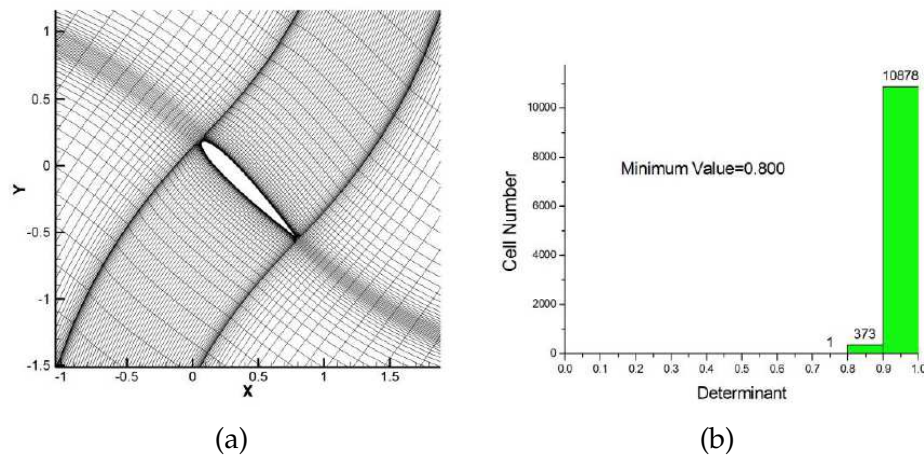 1
0.5
0
-0.5
-1
-1.5
Y
-1 -0.5 0 0.5 1 1.5
X
(a)
10878
10000
8000
6000
4000
2000
0
Cell Number
Minimum Value=0.800
1
373
0.0 0.1 0.2 0.3 0.4 0.5 0.6 0.7 0.8 0.9 1.0
Determinant
(b)